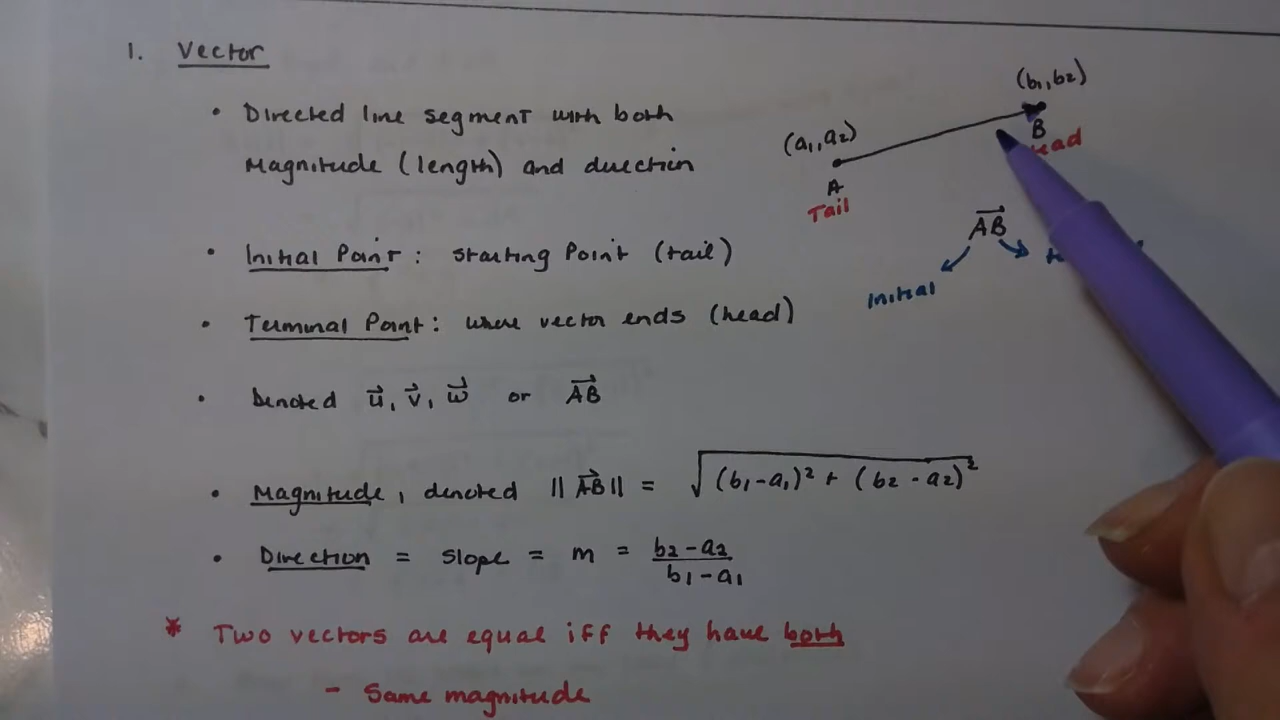 1. Vector
• Directed line segment with both
Magnitude (length) and direction
• Initial Point: starting Point (tail)
• Terminal Point: where vector ends (head)
• Denoted u⃗, v⃗, w⃗ or A⃗B⃗
• Magnitude, denoted ||A⃗B⃗|| = √(b₁-a₁)² + (b₂-a₂)²
• Direction = slope = m = b₂-a₂ / b₁-a₁
* Two vectors are equal iff they have both
- Same magnitude
(b₁,b₂)
(a₁,a₂)
B
A
Tail
A⃗B⃗
Initial